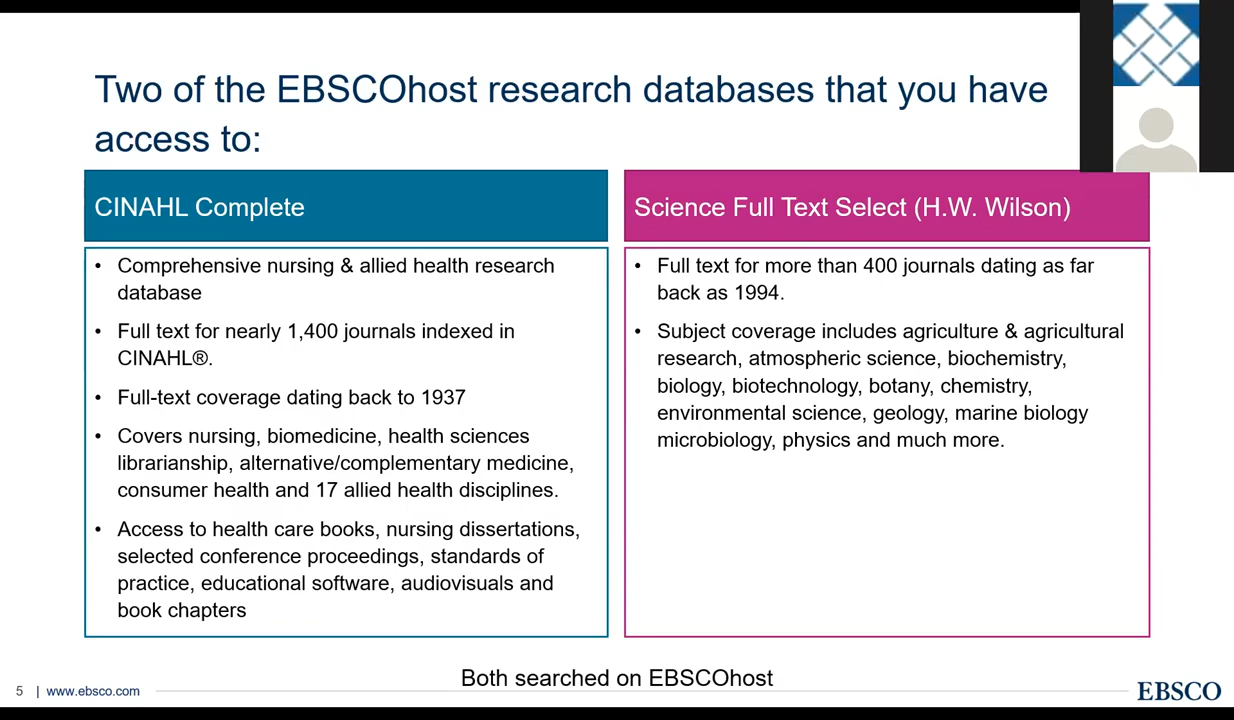 Two of the EBSCOhost research databases that you have
access to:
CINAHL Complete
• Comprehensive nursing & allied health research
database
• Full text for nearly 1,400 journals indexed in
CINAHL®.
• Full-text coverage dating back to 1937
• Covers nursing, biomedicine, health sciences
librarianship, alternative/complementary medicine,
consumer health and 17 allied health disciplines.
• Access to health care books, nursing dissertations,
selected conference proceedings, standards of
practice, educational software, audiovisuals and
book chapters
Science Full Text Select (H.W. Wilson)
• Full text for more than 400 journals dating as far
back as 1994.
• Subject coverage includes agriculture & agricultural
research, atmospheric science, biochemistry,
biology, biotechnology, botany, chemistry,
environmental science, geology, marine biology
microbiology, physics and much more.
Both searched on EBSCOhost
5 | www.ebsco.com
EBSCO